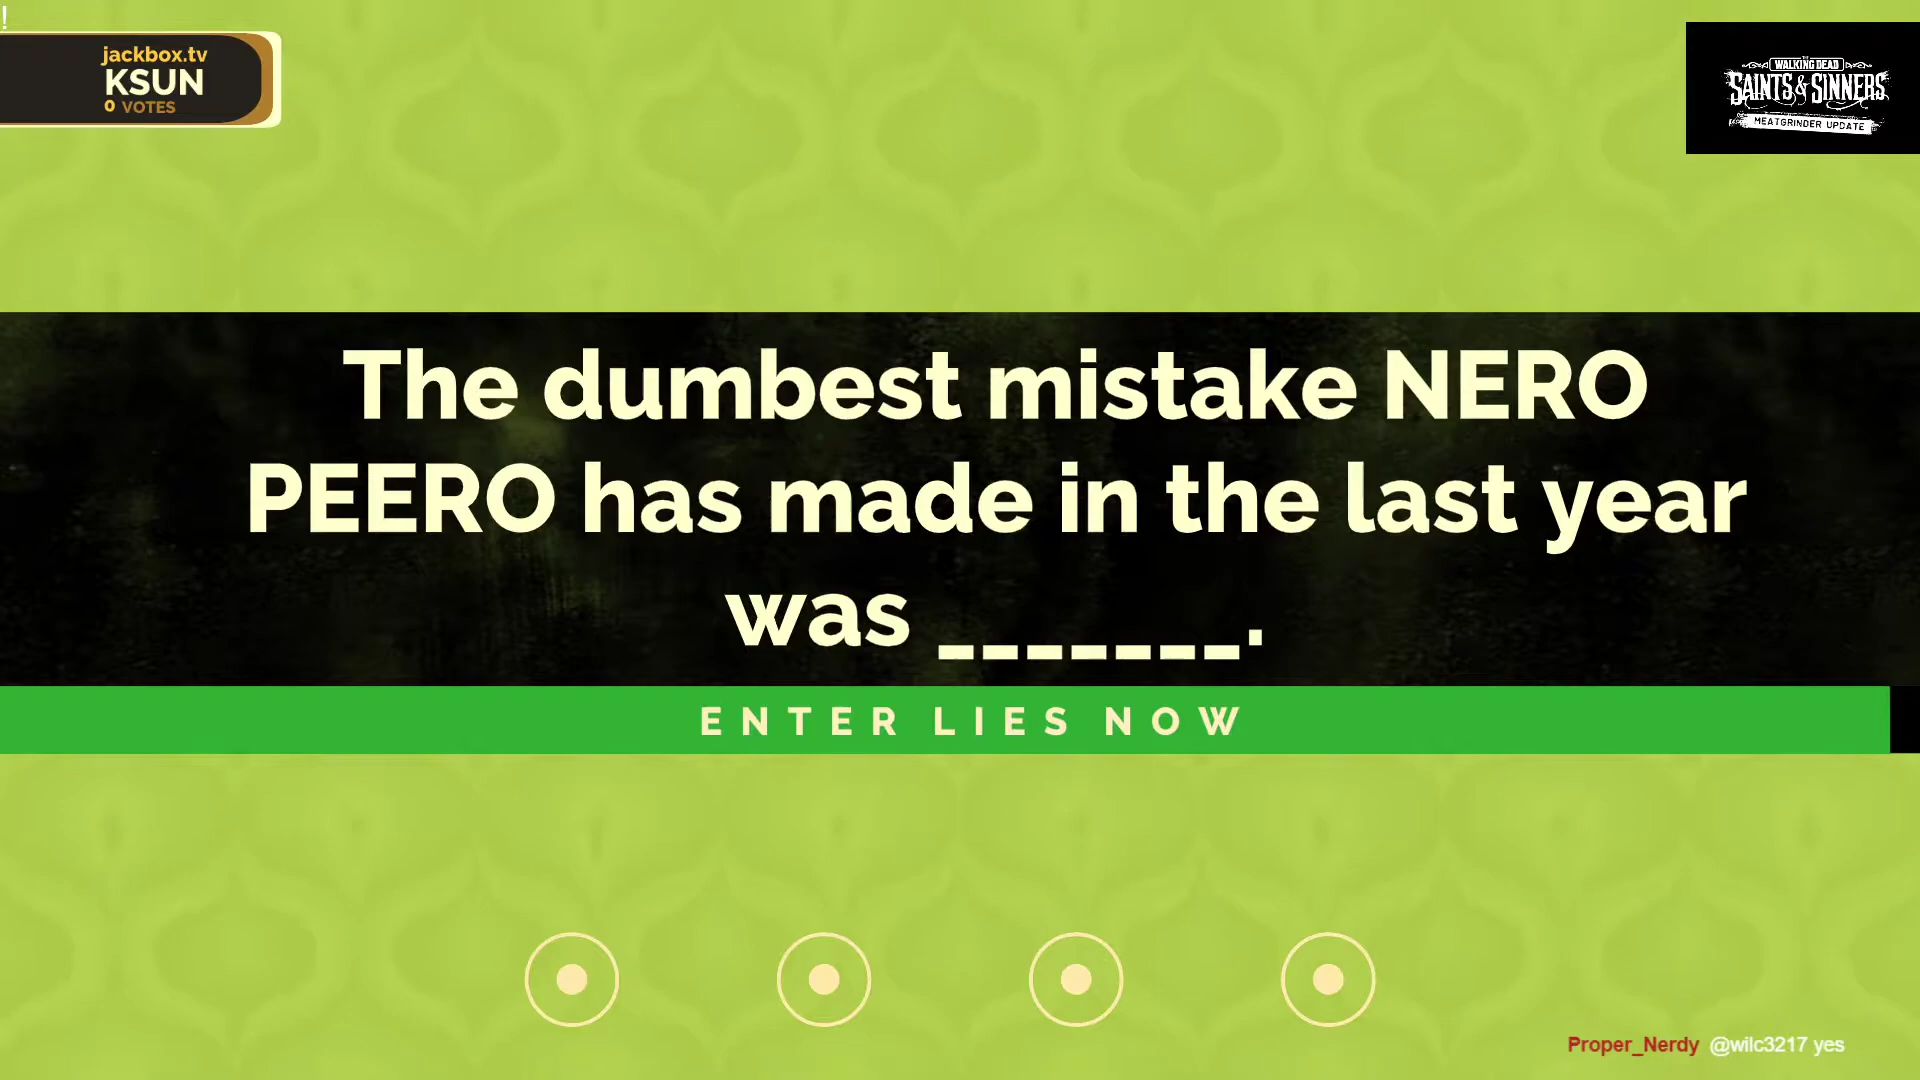 !
jackbox.tv
KSUN
0 VOTES
THE
WALKING DEAD
SAINTS & SINNERS
MEATGRINDER UPDATE
The dumbest mistake NERO
PEERO has made in the last year
was _______.
ENTER LIES NOW
Proper_Nerdy @wilc3217 yes